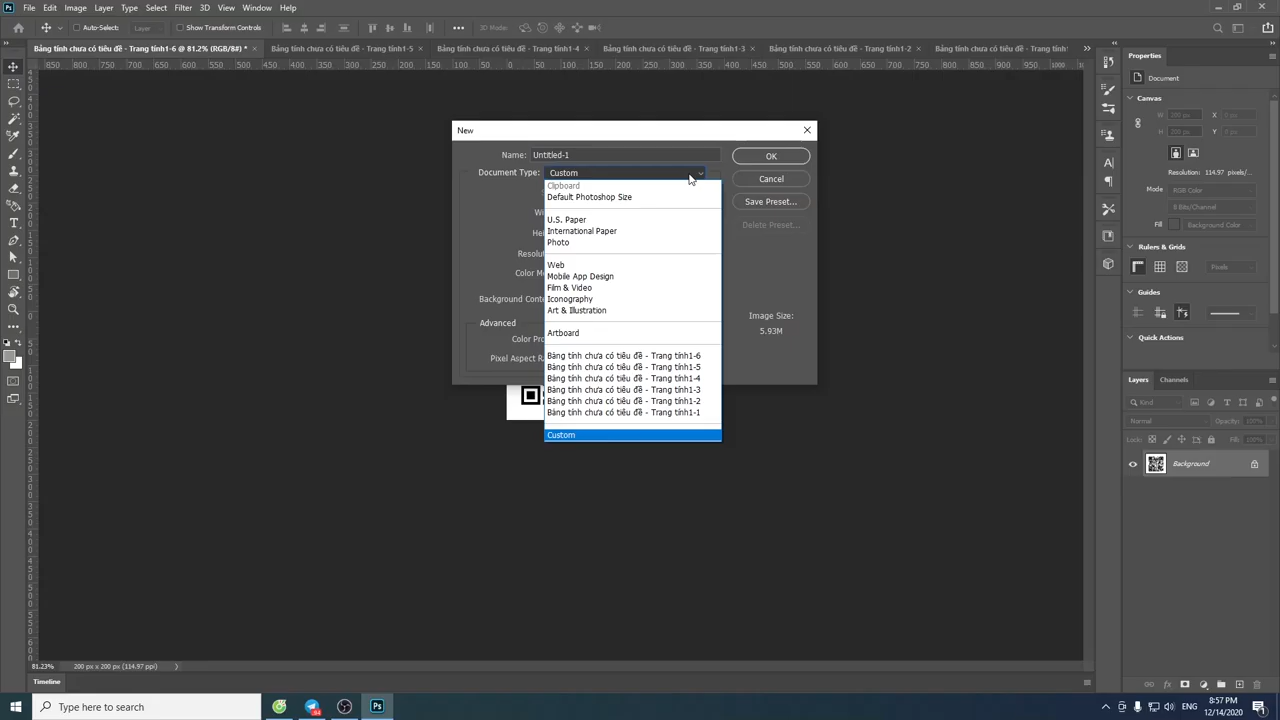 Ps File Edit Image Layer Type Select Filter 3D View Window Help
Auto-Select: Layer Show Transform Controls 3D Mode:
Bảng tính chưa có tiêu đề - Trang tính1-6 @ 81.2% (RGB/8#) * × Bảng tính chưa có tiêu đề - Trang tính1-5 × Bảng tính chưa có tiêu đề - Trang tính1-4 × Bảng tính chưa có tiêu đề - Trang tính1-3 × Bảng tính chưa có tiêu đề - Trang tính1-2 × Bảng tính chưa có tiêu đề - Trang tính1
New
Name: Untitled-1
Document Type: Custom
Clipboard
Default Photoshop Size
U.S. Paper
International Paper
Photo
Web
Mobile App Design
Film & Video
Iconography
Art & Illustration
Artboard
Bảng tính chưa có tiêu đề - Trang tính1-6
Bảng tính chưa có tiêu đề - Trang tính1-5
Bảng tính chưa có tiêu đề - Trang tính1-4
Bảng tính chưa có tiêu đề - Trang tính1-3
Bảng tính chưa có tiêu đề - Trang tính1-2
Bảng tính chưa có tiêu đề - Trang tính1-1
Custom
Wi
Hei
Resolut
Color Mo
Background Conte
Advanced
Color Pro
Pixel Aspect Ra
OK
Cancel
Save Preset...
Delete Preset...
Image Size:
5.93M
Properties
Document
Canvas
W 200 px X 0 px
H 200 px Y 0 px
Resolution: 114.97 pixels/...
Mode RGB Color
8 Bits/Channel
Fill Background Color
Rulers & Grids
Pixels
Guides
Quick Actions
Layers Channels
Kind
Normal Opacity: 100%
Lock: Fill: 100%
Background
81.23% 200 px x 200 px (114.97 ppi)
Timeline
Type here to search
ENG
8:57 PM
12/14/2020